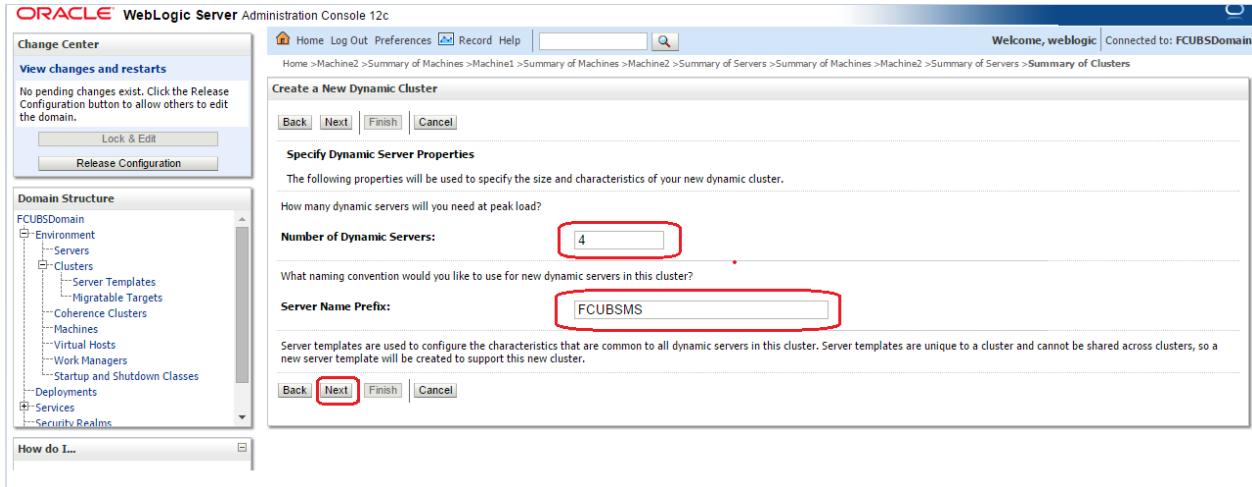 ORACLE WebLogic Server Administration Console 12c
Change Center
View changes and restarts
No pending changes exist. Click the Release
Configuration button to allow others to edit
the domain.
Lock & Edit
Release Configuration
Domain Structure
FCUBSDomain
Environment
Servers
Clusters
Server Templates
Migratable Targets
Coherence Clusters
Machines
Virtual Hosts
Work Managers
Startup and Shutdown Classes
Deployments
Services
Security Realms
How do I...
Home Log Out Preferences Record Help
Welcome, weblogic Connected to: FCUBSDomain
Home >Machine2 >Summary of Machines >Machine1 >Summary of Machines >Machine2 >Summary of Servers >Summary of Machines >Machine2 >Summary of Servers >Summary of Clusters
Create a New Dynamic Cluster
Back Next Finish Cancel
Specify Dynamic Server Properties
The following properties will be used to specify the size and characteristics of your new dynamic cluster.
How many dynamic servers will you need at peak load?
Number of Dynamic Servers: 4
What naming convention would you like to use for new dynamic servers in this cluster?
Server Name Prefix: FCUBSMS
Server templates are used to configure the characteristics that are common to all dynamic servers in this cluster. Server templates are unique to a cluster and cannot be shared across clusters, so a
new server template will be created to support this new cluster.
Back Next Finish Cancel